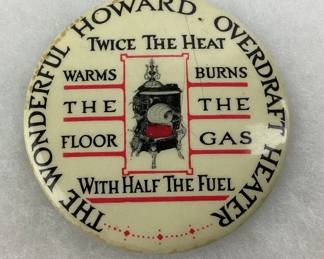 THE WONDERFUL HOWARD OVERDRAFT HEATER
TWICE THE HEAT
WARMS BURNS
THE THE
FLOOR GAS
WITH HALF THE FUEL